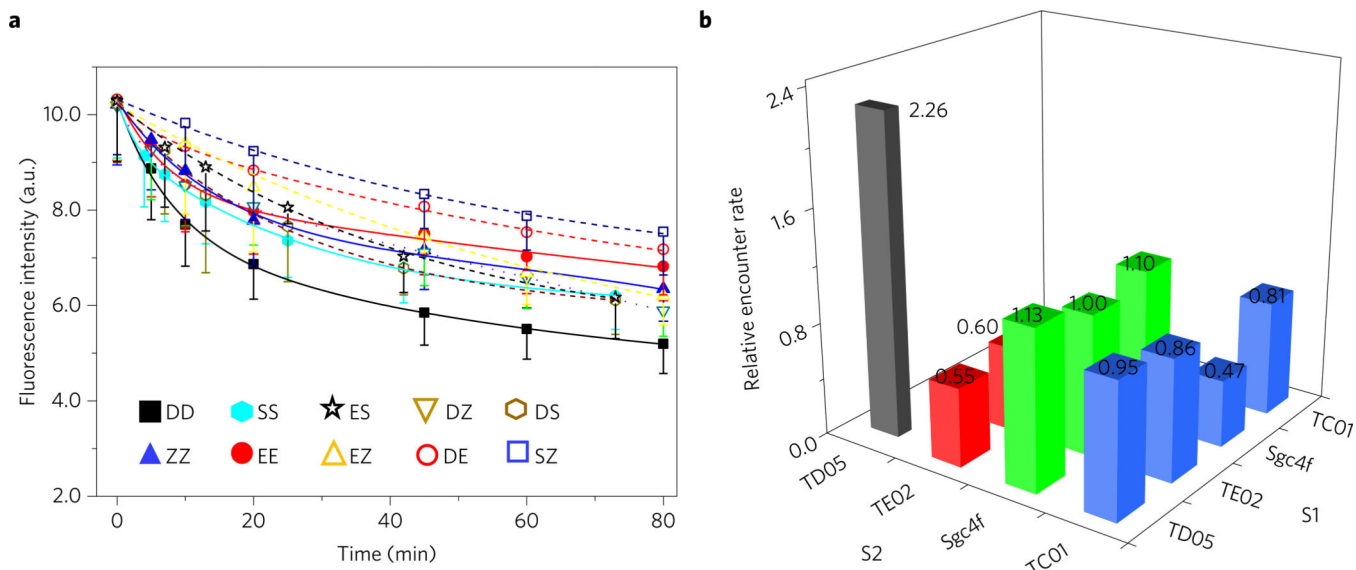 a
Fluorescence intensity (a.u.)
10.0
8.0
6.0
4.0
2.0
DD SS ES DZ DS
ZZ EE EZ DE SZ
0 20 40 60 80
Time (min)
b
Relative encounter rate
2.4
1.6
0.8
0.0
2.26
0.60
0.55
1.13
1.00
1.10
0.95
0.86
0.47
0.81
TD05
TE02
Sgc4f
TC01
S2
TD05
TE02
Sgc4f
TC01
S1